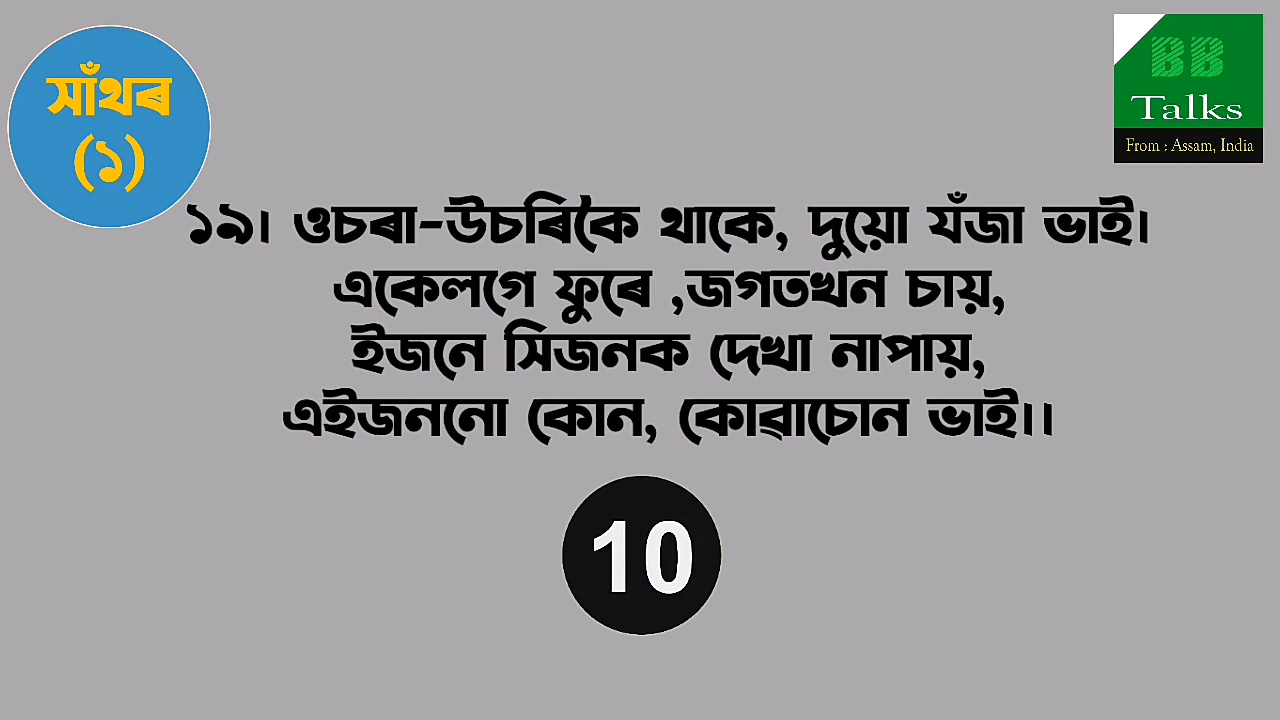 সাঁথৰ
(১)
BB
Talks
From : Assam, India
১৯। ওচৰা-উচৰিকৈ থাকে, দুয়ো যঁজা ভাই।
একেলগে ফুৰে ,জগতখন চায়,
ইজনে সিজনক দেখা নাপায়,
এইজননো কোন, কোৱাচোন ভাই।।
10